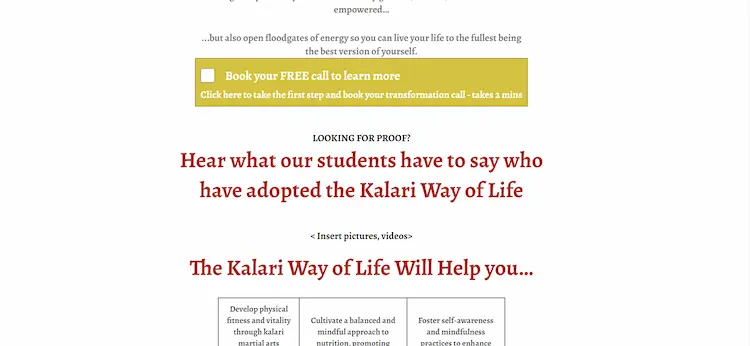 empowered...
...but also open floodgates of energy so you can live your life to the fullest being
the best version of yourself.
Book your FREE call to learn more
Click here to take the first step and book your transformation call - takes 2 mins
LOOKING FOR PROOF?
Hear what our students have to say who
have adopted the Kalari Way of Life
< Insert pictures, videos>
The Kalari Way of Life Will Help you...
Develop physical
fitness and vitality
through kalari
martial arts
Cultivate a balanced and
mindful approach to
nutrition, promoting
Foster self-awareness
and mindfulness
practices to enhance